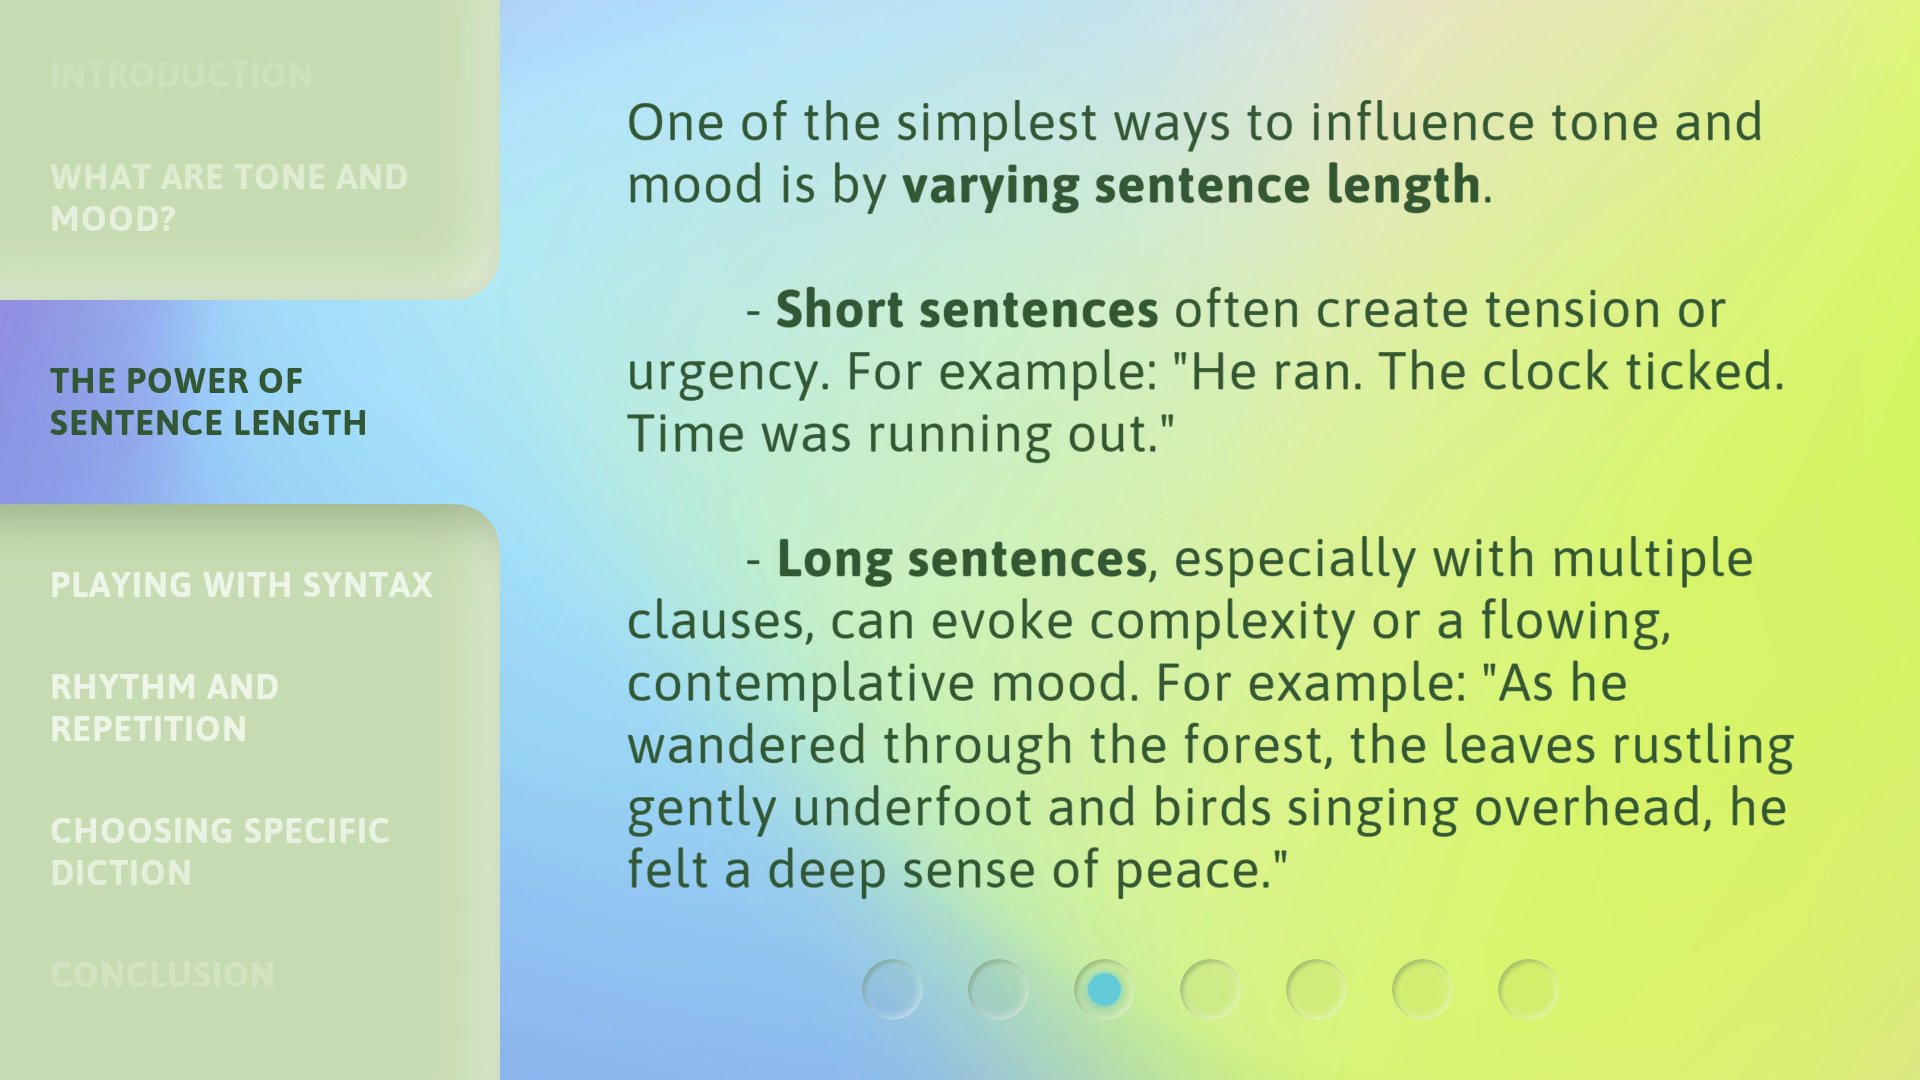 INTRODUCTION
WHAT ARE TONE AND
MOOD?
THE POWER OF
SENTENCE LENGTH
PLAYING WITH SYNTAX
RHYTHM AND
REPETITION
CHOOSING SPECIFIC
DICTION
CONCLUSION
One of the simplest ways to influence tone and
mood is by varying sentence length.
- Short sentences often create tension or
urgency. For example: "He ran. The clock ticked.
Time was running out."
- Long sentences, especially with multiple
clauses, can evoke complexity or a flowing,
contemplative mood. For example: "As he
wandered through the forest, the leaves rustling
gently underfoot and birds singing overhead, he
felt a deep sense of peace."